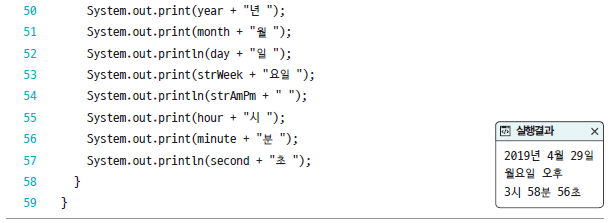 50 System.out.print(year + "년 ");
51 System.out.print(month + "월 ");
52 System.out.println(day + "일 ");
53 System.out.print(strWeek + "요일 ");
54 System.out.println(strAmPm + " ");
55 System.out.print(hour + "시 ");
56 System.out.print(minute + "분 ");
57 System.out.println(second + "초 ");
58 }
59 }
실행결과 ×
2019년 4월 29일
월요일 오후
3시 58분 56초